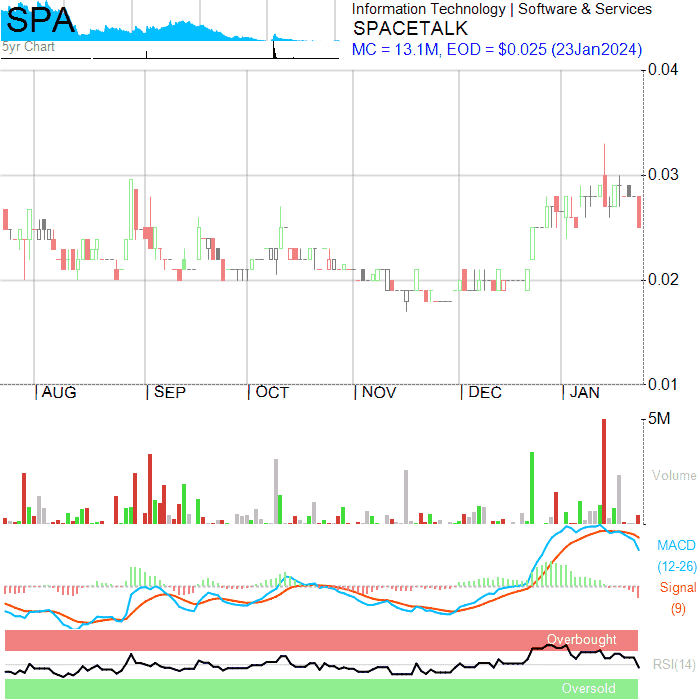 SPA
5yr Chart
Information Technology | Software & Services
SPACETALK
MC = 13.1M, EOD = $0.025 (23Jan2024)
0.04
0.03
0.02
0.01
AUG SEP OCT NOV DEC JAN
5M
Volume
MACD
(12-26)
Signal
(9)
Overbought
RSI(14)
Oversold